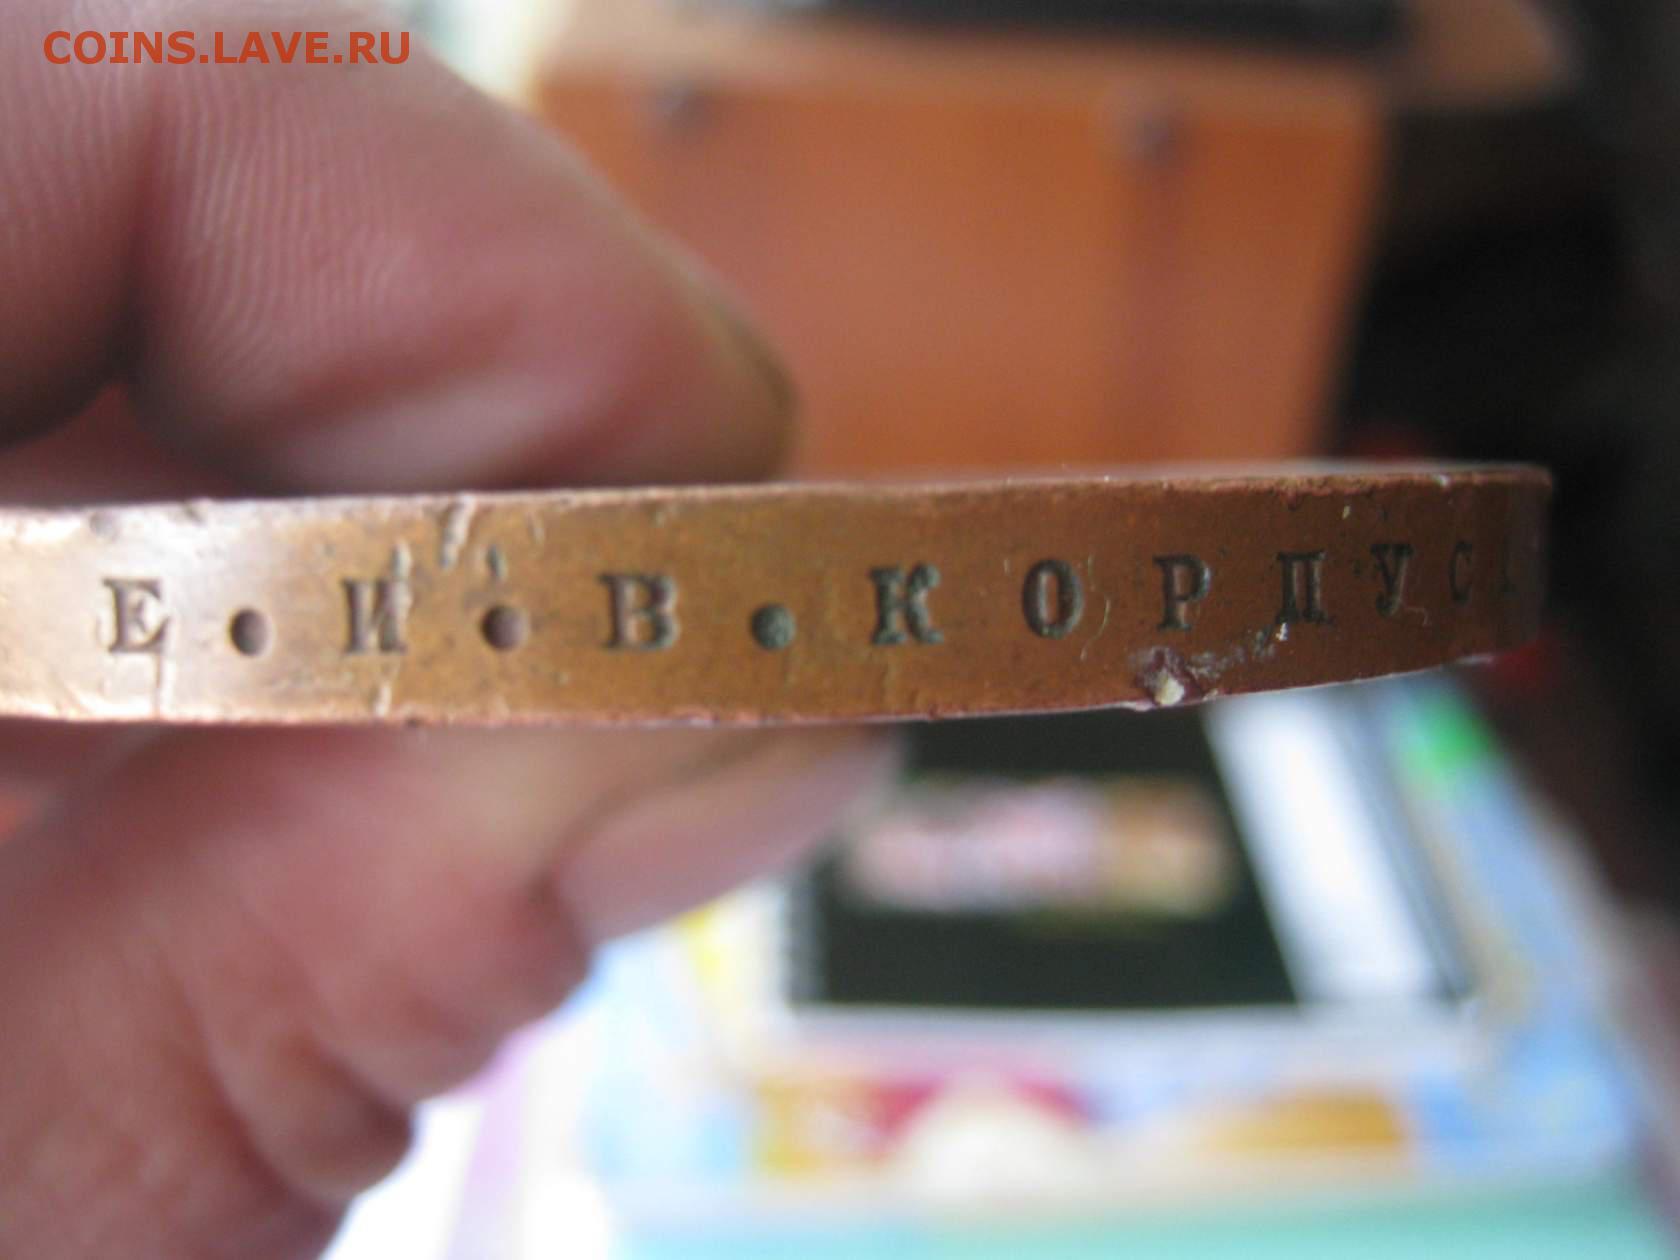 COINS.LAVE.RU
Е • И • В • КОРПУС